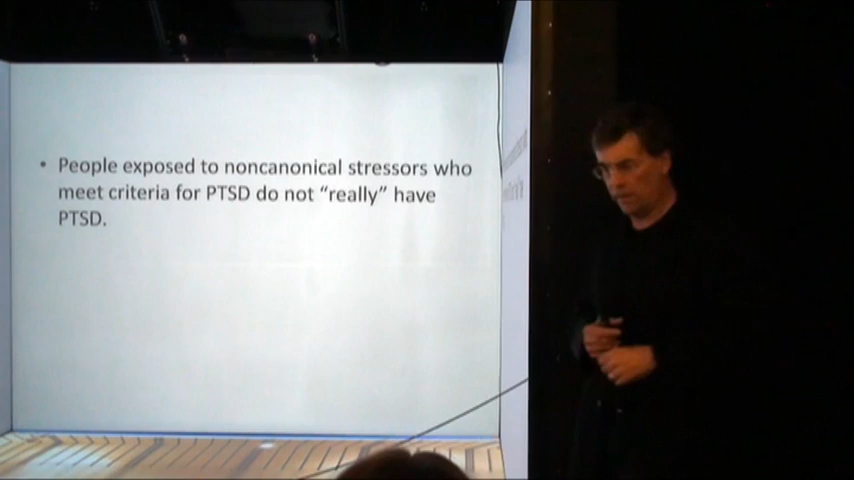 • People exposed to noncanonical stressors who
meet criteria for PTSD do not “really” have
PTSD.